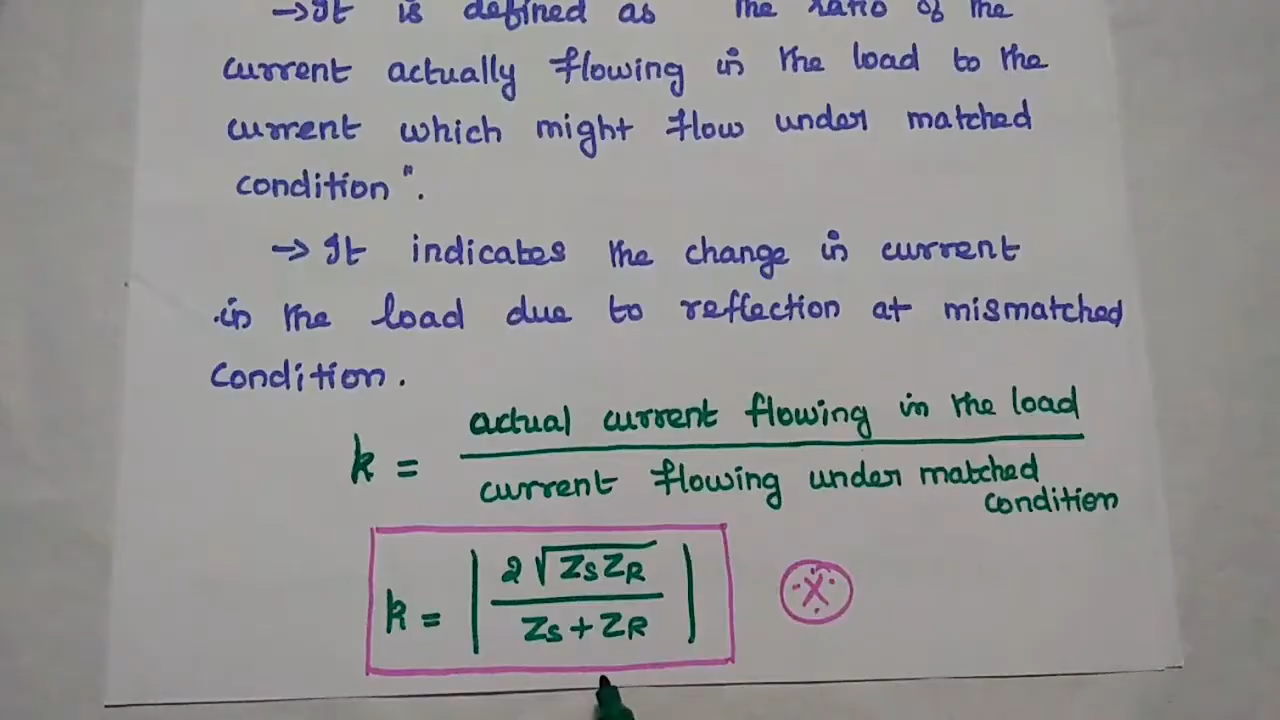 → It is defined as the ratio of the
current actually flowing in the load to the
current which might flow under matched
condition".
→ It indicates the change in current
in the load due to reflection at mismatched
condition.
k = actual current flowing in the load
current flowing under matched
condition
k = | 2√ZSZR
ZS + ZR |
X